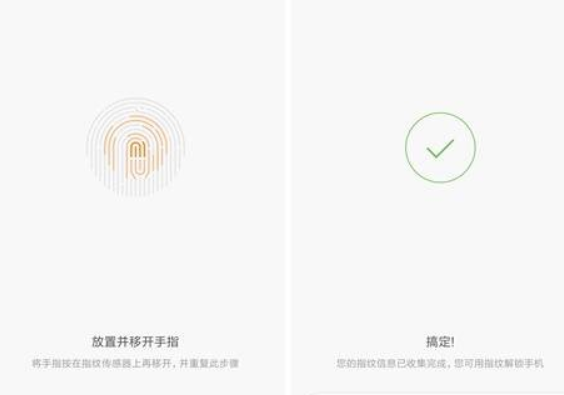 放置并移开手指
将手指按在指纹传感器上再移开，并重复此步骤
搞定!
您的指纹信息已收集完成，您可用指纹解锁手机